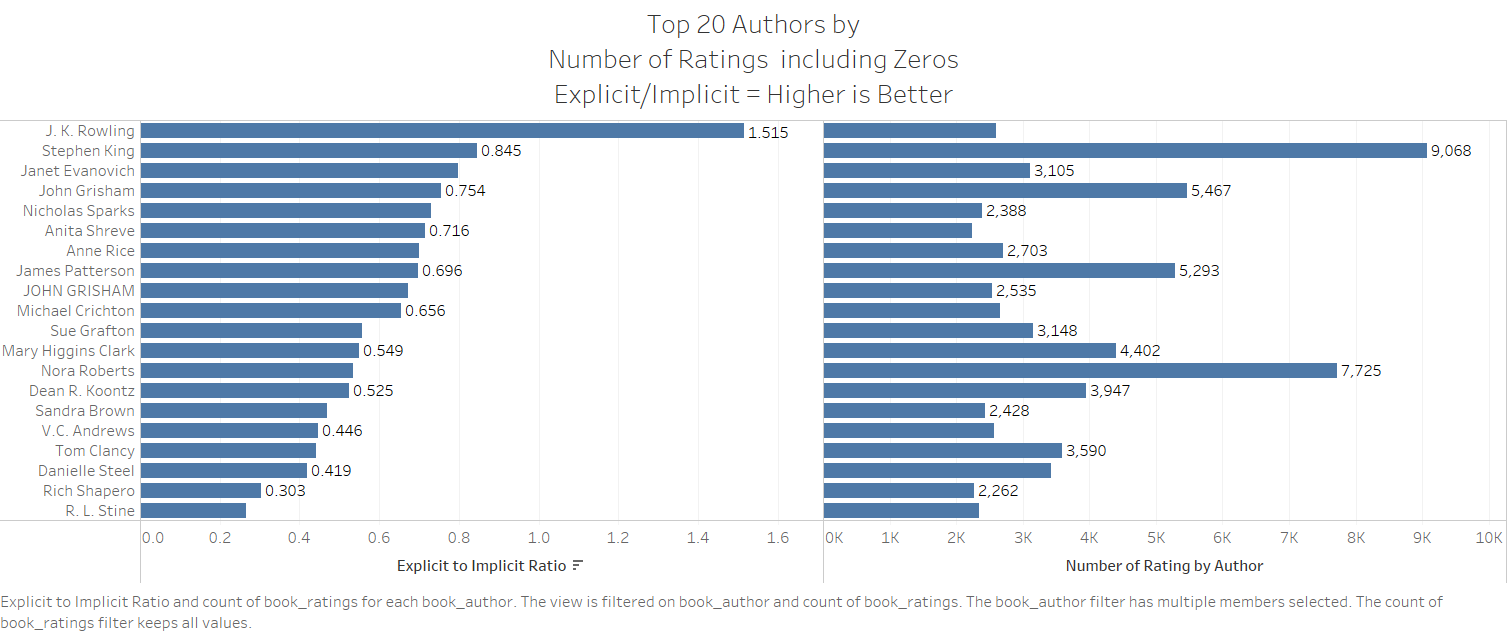 Top 20 Authors by
Number of Ratings  including Zeros
Explicit/Implicit = Higher is Better
J. K. Rowling 1.515
Stephen King 0.845 9,068
Janet Evanovich 3,105
John Grisham 0.754 5,467
Nicholas Sparks 2,388
Anita Shreve 0.716
Anne Rice 2,703
James Patterson 0.696 5,293
JOHN GRISHAM 2,535
Michael Crichton 0.656
Sue Grafton 3,148
Mary Higgins Clark 0.549 4,402
Nora Roberts 7,725
Dean R. Koontz 0.525 3,947
Sandra Brown 2,428
V.C. Andrews 0.446
Tom Clancy 3,590
Danielle Steel 0.419
Rich Shapero 0.303 2,262
R. L. Stine
0.0 0.2 0.4 0.6 0.8 1.0 1.2 1.4 1.6 0K 1K 2K 3K 4K 5K 6K 7K 8K 9K 10K
Explicit to Implicit Ratio Number of Rating by Author
Explicit to Implicit Ratio and count of book_ratings for each book_author. The view is filtered on book_author and count of book_ratings. The book_author filter has multiple members selected. The count of
book_ratings filter keeps all values.